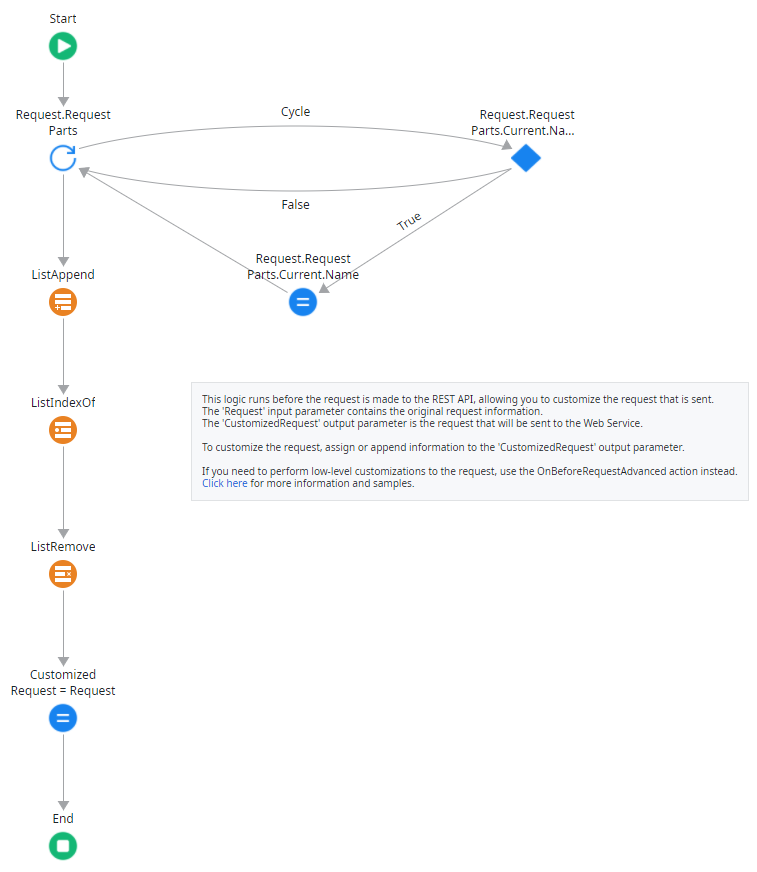 Start
Request.Request
Parts
Cycle
Request.Request
Parts.Current.Na...
False
True
Request.Request
Parts.Current.Name
ListAppend
ListIndexOf
This logic runs before the request is made to the REST API, allowing you to customize the request that is sent.
The 'Request' input parameter contains the original request information.
The 'CustomizedRequest' output parameter is the request that will be sent to the Web Service.
To customize the request, assign or append information to the 'CustomizedRequest' output parameter.
If you need to perform low-level customizations to the request, use the OnBeforeRequestAdvanced action instead.
Click here for more information and samples.
ListRemove
Customized
Request = Request
End